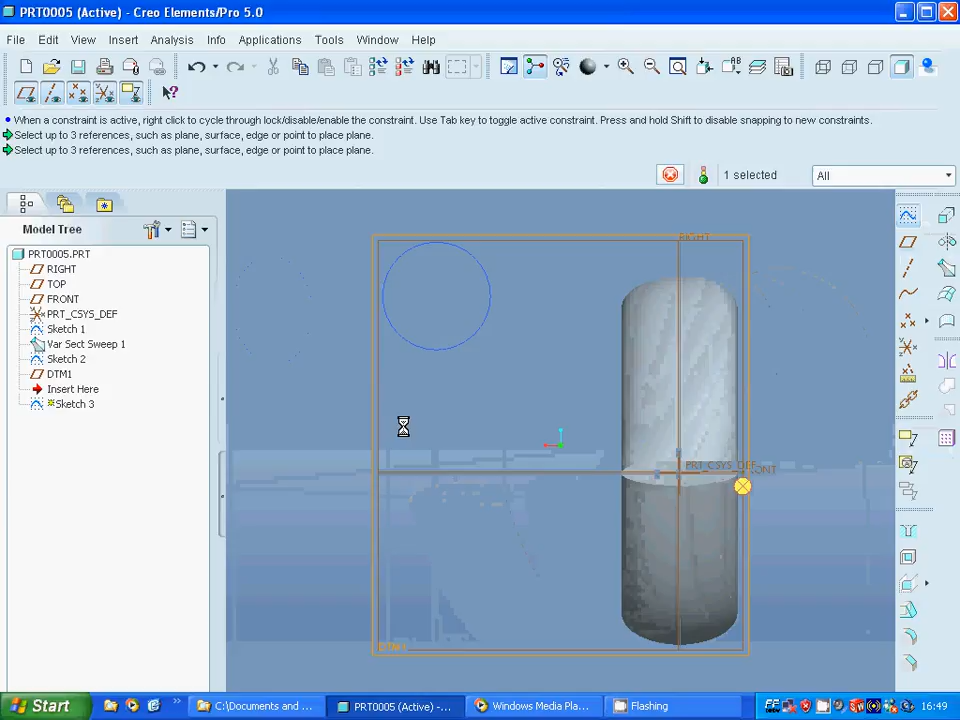 PRT0005 (Active) - Creo Elements/Pro 5.0
File Edit View Insert Analysis Info Applications Tools Window Help
When a constraint is active, right click to cycle through lock/disable/enable the constraint. Use Tab key to toggle active constraint. Press and hold Shift to disable snapping to new constraints.
Select up to 3 references, such as plane, surface, edge or point to place plane.
Select up to 3 references, such as plane, surface, edge or point to place plane.
1 selected
All
Model Tree
PRT0005.PRT
RIGHT
TOP
FRONT
PRT_CSYS_DEF
Sketch 1
Var Sect Sweep 1
Sketch 2
DTM1
Insert Here
Sketch 3
RIGHT
PRT_CSYS_DEF
DTM1
Start
C:\Documents and ...
PRT0005 (Active) -...
Windows Media Pla...
Flashing
16:49